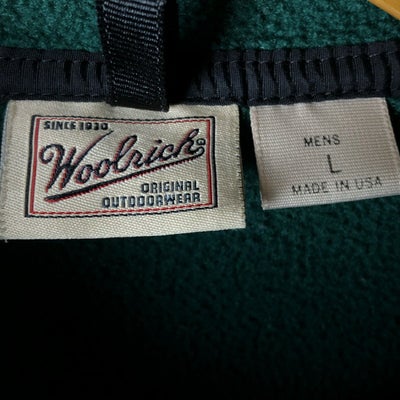 SINCE 1830
Woolrich®
ORIGINAL
OUTDOORWEAR
MENS
L
MADE IN USA